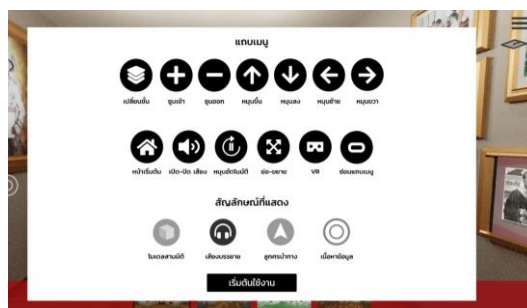 แถบเมนู
เปลี่ยนชั้น ซูมเข้า ซูมออก หมุนขึ้น หมุนลง หมุนซ้าย หมุนขวา
หน้าเริ่มต้น เปิด-ปิด เสียง หมุนอัตโนมัติ ย่อ-ขยาย VR ซ่อนแถบเมนู
สัญลักษณ์ที่แสดง
โมเดลสามมิติ เสียงบรรยาย ลูกศรนำทาง เนื้อหาข้อมูล
เริ่มต้นใช้งาน